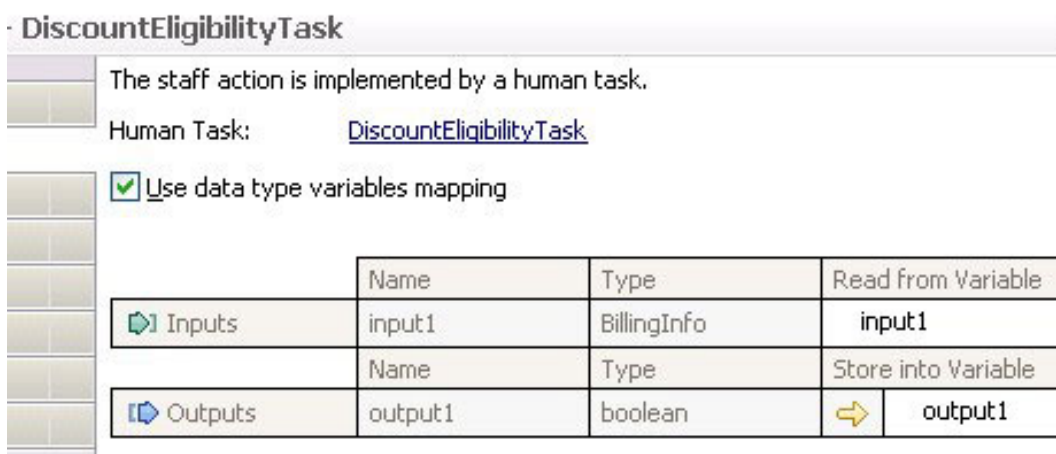 - DiscountEligibilityTask
The staff action is implemented by a human task.
Human Task: DiscountEligibilityTask
Use data type variables mapping
Name Type Read from Variable
Inputs input1 BillingInfo input1
Name Type Store into Variable
Outputs output1 boolean output1